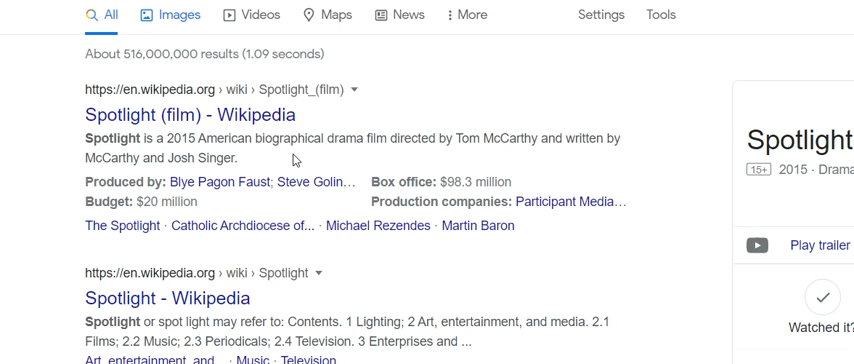 All Images Videos Maps News More Settings Tools
About 516,000,000 results (1.09 seconds)
https://en.wikipedia.org › wiki › Spotlight_(film)
Spotlight (film) - Wikipedia
Spotlight is a 2015 American biographical drama film directed by Tom McCarthy and written by
McCarthy and Josh Singer.
Produced by: Blye Pagon Faust; Steve Golin... Box office: $98.3 million
Budget: $20 million Production companies: Participant Media...
The Spotlight · Catholic Archdiocese of... · Michael Rezendes · Martin Baron
https://en.wikipedia.org › wiki › Spotlight
Spotlight - Wikipedia
Spotlight or spot light may refer to: Contents. 1 Lighting; 2 Art, entertainment, and media. 2.1
Films; 2.2 Music; 2.3 Periodicals; 2.4 Television. 3 Enterprises and ...
Art, entertainment, and... · Music · Television
Spotlight
15+ 2015 · Drama
Play trailer
Watched it?